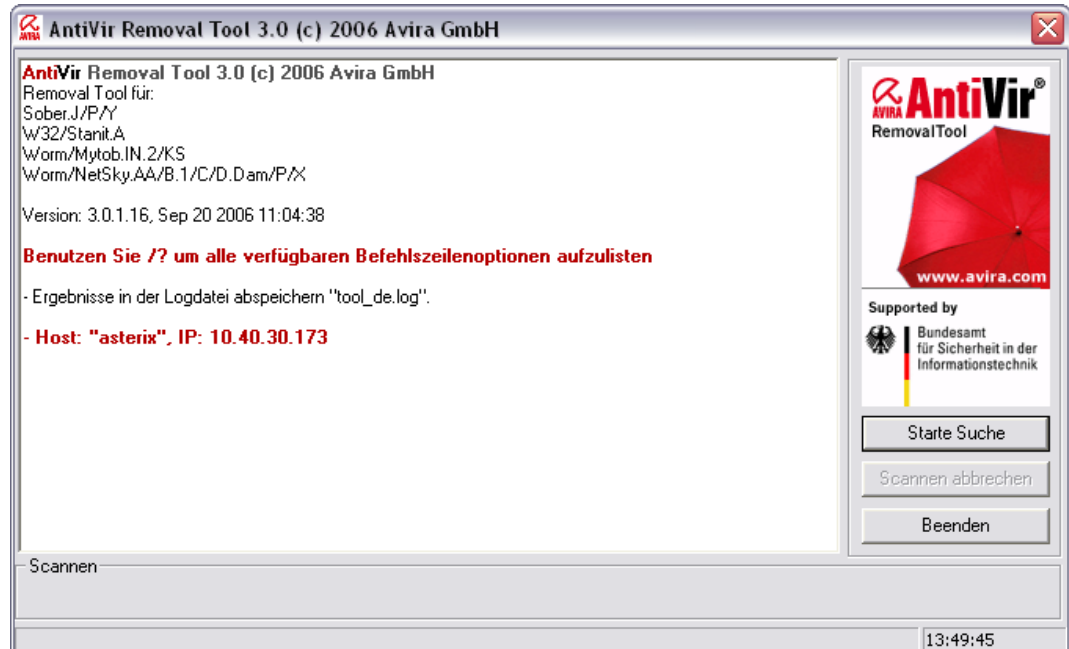 AntiVir Removal Tool 3.0 (c) 2006 Avira GmbH
AntiVir Removal Tool 3.0 (c) 2006 Avira GmbH
Removal Tool für:
Sober.J/P/Y
W32/Stanit.A
Worm/Mytob.IN.2/KS
Worm/NetSky.AA/B.1/C/D.Dam/P/X
Version: 3.0.1.16, Sep 20 2006 11:04:38
Benutzen Sie /? um alle verfügbaren Befehlszeilenoptionen aufzulisten
- Ergebnisse in der Logdatei abspeichern "tool_de.log".
- Host: "asterix", IP: 10.40.30.173
AVIRA AntiVir®
RemovalTool
www.avira.com
Supported by
Bundesamt
für Sicherheit in der
Informationstechnik
Starte Suche
Scannen abbrechen
Beenden
Scannen
13:49:45